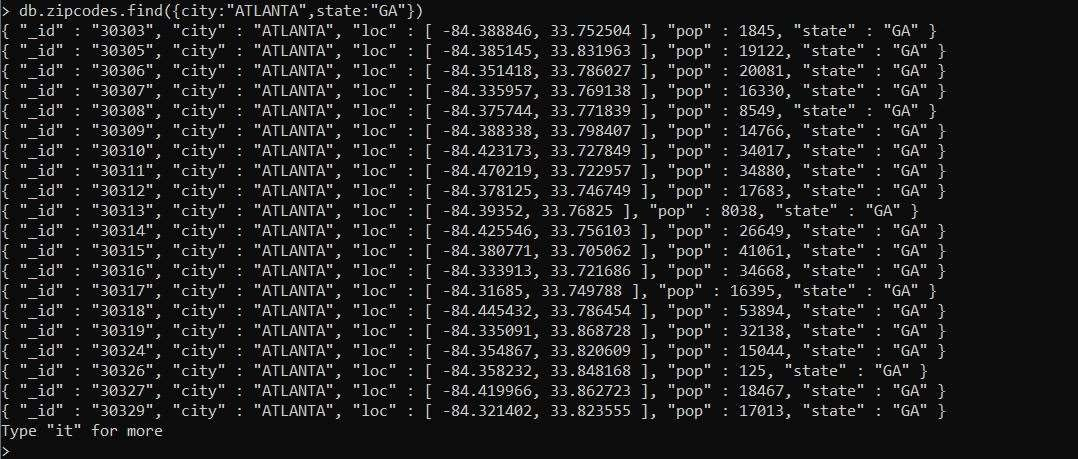 > db.zipcodes.find({city:"ATLANTA",state:"GA"})
{ "_id" : "30303", "city" : "ATLANTA", "loc" : [ -84.388846, 33.752504 ], "pop" : 1845, "state" : "GA" }
{ "_id" : "30305", "city" : "ATLANTA", "loc" : [ -84.385145, 33.831963 ], "pop" : 19122, "state" : "GA" }
{ "_id" : "30306", "city" : "ATLANTA", "loc" : [ -84.351418, 33.786027 ], "pop" : 20081, "state" : "GA" }
{ "_id" : "30307", "city" : "ATLANTA", "loc" : [ -84.335957, 33.769138 ], "pop" : 16330, "state" : "GA" }
{ "_id" : "30308", "city" : "ATLANTA", "loc" : [ -84.375744, 33.771839 ], "pop" : 8549, "state" : "GA" }
{ "_id" : "30309", "city" : "ATLANTA", "loc" : [ -84.388338, 33.798407 ], "pop" : 14766, "state" : "GA" }
{ "_id" : "30310", "city" : "ATLANTA", "loc" : [ -84.423173, 33.727849 ], "pop" : 34017, "state" : "GA" }
{ "_id" : "30311", "city" : "ATLANTA", "loc" : [ -84.470219, 33.722957 ], "pop" : 34880, "state" : "GA" }
{ "_id" : "30312", "city" : "ATLANTA", "loc" : [ -84.378125, 33.746749 ], "pop" : 17683, "state" : "GA" }
{ "_id" : "30313", "city" : "ATLANTA", "loc" : [ -84.39352, 33.76825 ], "pop" : 8038, "state" : "GA" }
{ "_id" : "30314", "city" : "ATLANTA", "loc" : [ -84.425546, 33.756103 ], "pop" : 26649, "state" : "GA" }
{ "_id" : "30315", "city" : "ATLANTA", "loc" : [ -84.380771, 33.705062 ], "pop" : 41061, "state" : "GA" }
{ "_id" : "30316", "city" : "ATLANTA", "loc" : [ -84.333913, 33.721686 ], "pop" : 34668, "state" : "GA" }
{ "_id" : "30317", "city" : "ATLANTA", "loc" : [ -84.31685, 33.749788 ], "pop" : 16395, "state" : "GA" }
{ "_id" : "30318", "city" : "ATLANTA", "loc" : [ -84.445432, 33.786454 ], "pop" : 53894, "state" : "GA" }
{ "_id" : "30319", "city" : "ATLANTA", "loc" : [ -84.335091, 33.868728 ], "pop" : 32138, "state" : "GA" }
{ "_id" : "30324", "city" : "ATLANTA", "loc" : [ -84.354867, 33.820609 ], "pop" : 15044, "state" : "GA" }
{ "_id" : "30326", "city" : "ATLANTA", "loc" : [ -84.358232, 33.848168 ], "pop" : 125, "state" : "GA" }
{ "_id" : "30327", "city" : "ATLANTA", "loc" : [ -84.419966, 33.862723 ], "pop" : 18467, "state" : "GA" }
{ "_id" : "30329", "city" : "ATLANTA", "loc" : [ -84.321402, 33.823555 ], "pop" : 17013, "state" : "GA" }
Type "it" for more
>